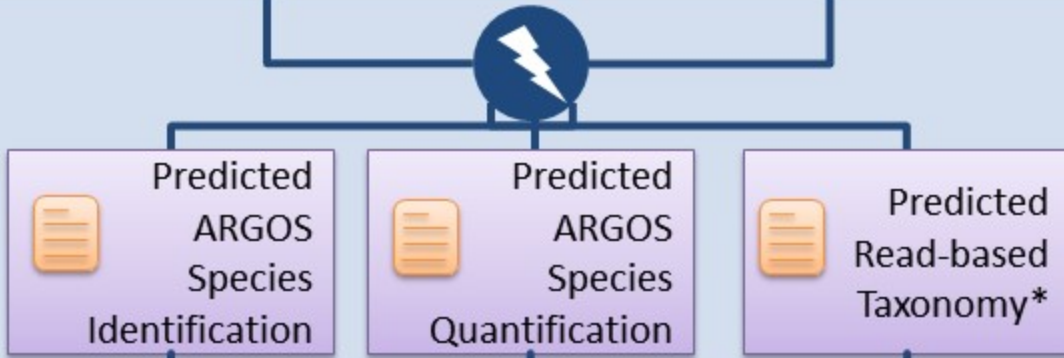 Predicted
ARGOS
Species
Identification
Predicted
ARGOS
Species
Quantification
Predicted
Read-based
Taxonomy*